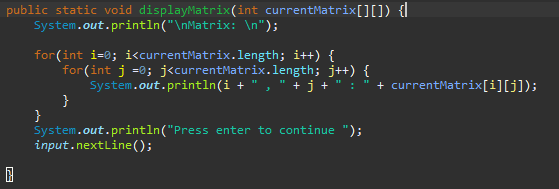 public static void displayMatrix(int currentMatrix[][]) {
System.out.println("\nMatrix: \n");
for(int i=0; i<currentMatrix.length; i++) {
for(int j =0; j<currentMatrix.length; j++) {
System.out.println(i + " , " + j + " : " + currentMatrix[i][j]);
}
}
System.out.println("Press enter to continue ");
input.nextLine();
}